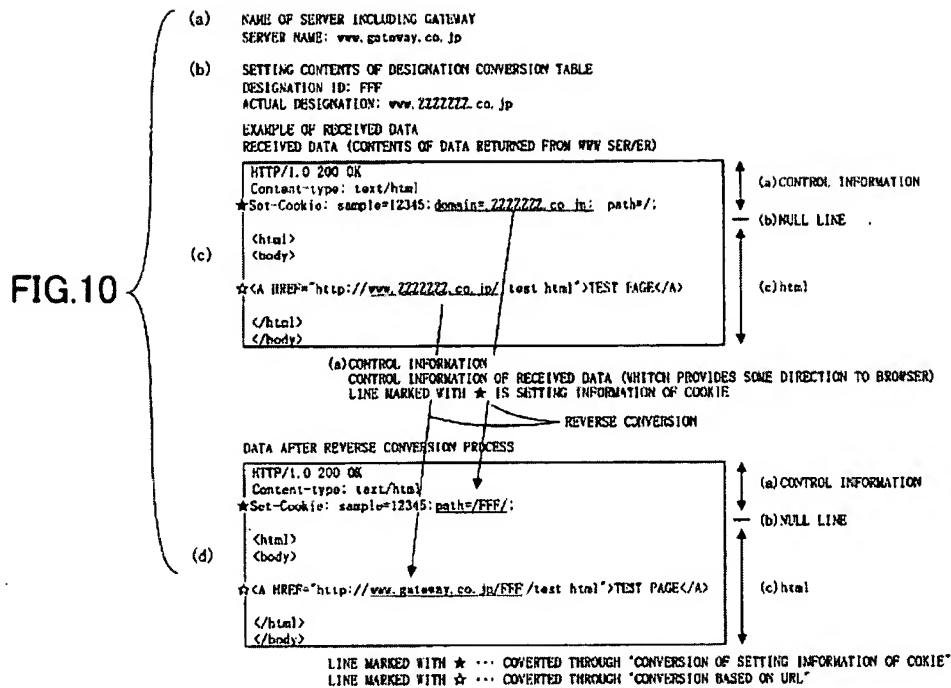 FIG.10
(a) NAME OF SERVER INCLUDING GATEWAY
SERVER NAME: www.gateway.co.jp
(b) SETTING CONTENTS OF DESIGNATION CONVERSION TABLE
DESIGNATION ID: FFF
ACTUAL DESIGNATION: www.ZZZZZZZ.co.jp
EXAMPLE OF RECEIVED DATA
RECEIVED DATA (CONTENTS OF DATA RETURNED FROM WWW SER/ER)
(c)
HTTP/1.0 200 OK
Content-type: text/html
★Set-Cookie: sample=12345; domain=.ZZZZZZZ.co.jp; path=/;
<html>
<body>
☆<A HREF="http://www.ZZZZZZZ.co.jp/ test html">TEST PAGE</A>
</html>
</body>
(a)CONTROL INFORMATION
(b)NULL LINE
(c)html
(a)CONTROL INFORMATION
CONTROL INFORMATION OF RECEIVED DATA (WHITCH PROVIDES SOME DIRECTION TO BROWSER)
LINE MARKED WITH ★ IS SETTING INFORMATION OF COOKIE
REVERSE CONVERSION
DATA AFTER REVERSE CONVERSION PROCESS
(d)
HTTP/1.0 200 OK
Content-type: text/html
★Set-Cookie: sample=12345; path=/FFF/;
<html>
<body>
☆<A HREF="http://www.gateway.co.jp/FFF /test html">TEST PAGE</A>
</html>
</body>
(a)CONTROL INFORMATION
(b)NULL LINE
(c)html
LINE MARKED WITH ★ ··· COVERTED THROUGH "CONVERSION OF SETTING INFORMATION OF COKIE"
LINE MARKED WITH ☆ ··· COVERTED THROUGH "CONVERSION BASED ON URL"